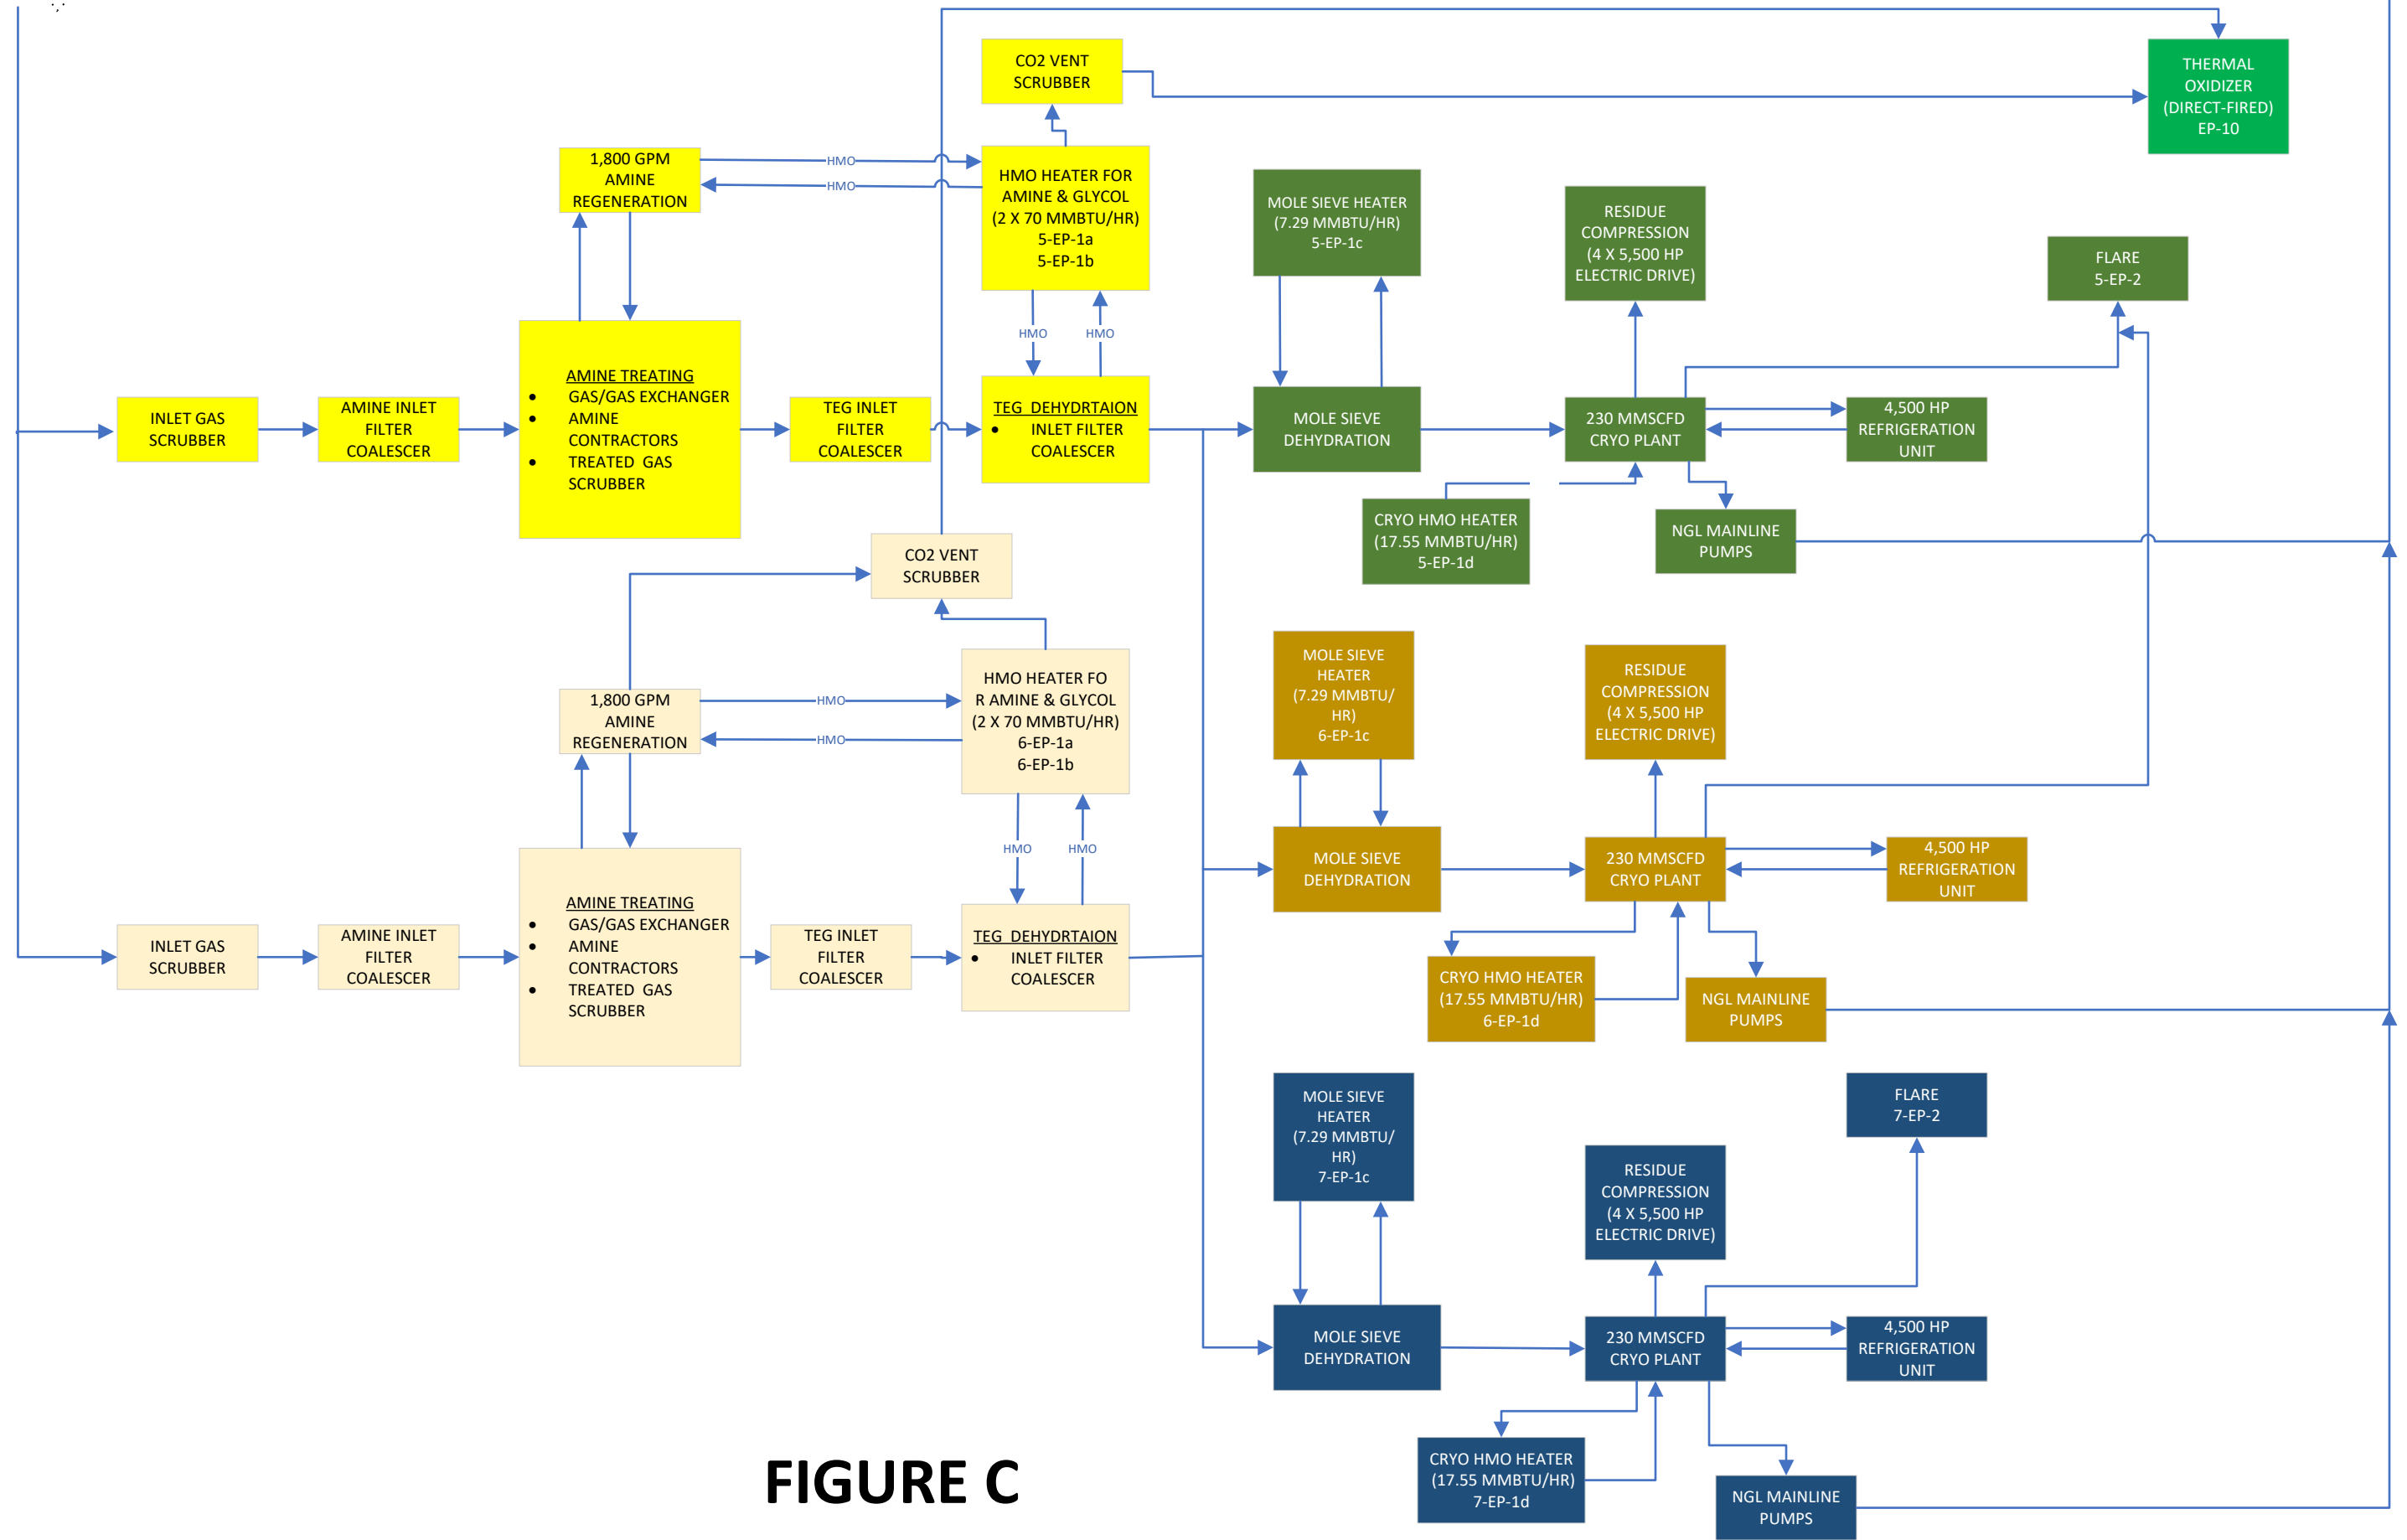 CO2 VENT
SCRUBBER
THERMAL
OXIDIZER
(DIRECT-FIRED)
EP-10
1,800 GPM
AMINE
REGENERATION
HMO
HMO
HMO HEATER FOR
AMINE & GLYCOL
(2 X 70 MMBTU/HR)
5-EP-1a
5-EP-1b
MOLE SIEVE HEATER
(7.29 MMBTU/HR)
5-EP-1c
RESIDUE
COMPRESSION
(4 X 5,500 HP
ELECTRIC DRIVE)
FLARE
5-EP-2
HMO
HMO
INLET GAS
SCRUBBER
AMINE INLET
FILTER
COALESCER
AMINE TREATING
• GAS/GAS EXCHANGER
• AMINE
CONTRACTORS
• TREATED GAS
SCRUBBER
TEG INLET
FILTER
COALESCER
TEG DEHYDRTAION
• INLET FILTER
COALESCER
MOLE SIEVE
DEHYDRATION
230 MMSCFD
CRYO PLANT
4,500 HP
REFRIGERATION
UNIT
CRYO HMO HEATER
(17.55 MMBTU/HR)
5-EP-1d
NGL MAINLINE
PUMPS
CO2 VENT
SCRUBBER
1,800 GPM
AMINE
REGENERATION
HMO
HMO
HMO HEATER FO
R AMINE & GLYCOL
(2 X 70 MMBTU/HR)
6-EP-1a
6-EP-1b
MOLE SIEVE
HEATER
(7.29 MMBTU/
HR)
6-EP-1c
RESIDUE
COMPRESSION
(4 X 5,500 HP
ELECTRIC DRIVE)
HMO
HMO
INLET GAS
SCRUBBER
AMINE INLET
FILTER
COALESCER
AMINE TREATING
• GAS/GAS EXCHANGER
• AMINE
CONTRACTORS
• TREATED GAS
SCRUBBER
TEG INLET
FILTER
COALESCER
TEG DEHYDRTAION
• INLET FILTER
COALESCER
MOLE SIEVE
DEHYDRATION
230 MMSCFD
CRYO PLANT
4,500 HP
REFRIGERATION
UNIT
CRYO HMO HEATER
(17.55 MMBTU/HR)
6-EP-1d
NGL MAINLINE
PUMPS
MOLE SIEVE
HEATER
(7.29 MMBTU/
HR)
7-EP-1c
RESIDUE
COMPRESSION
(4 X 5,500 HP
ELECTRIC DRIVE)
FLARE
7-EP-2
MOLE SIEVE
DEHYDRATION
230 MMSCFD
CRYO PLANT
4,500 HP
REFRIGERATION
UNIT
CRYO HMO HEATER
(17.55 MMBTU/HR)
7-EP-1d
NGL MAINLINE
PUMPS
FIGURE C